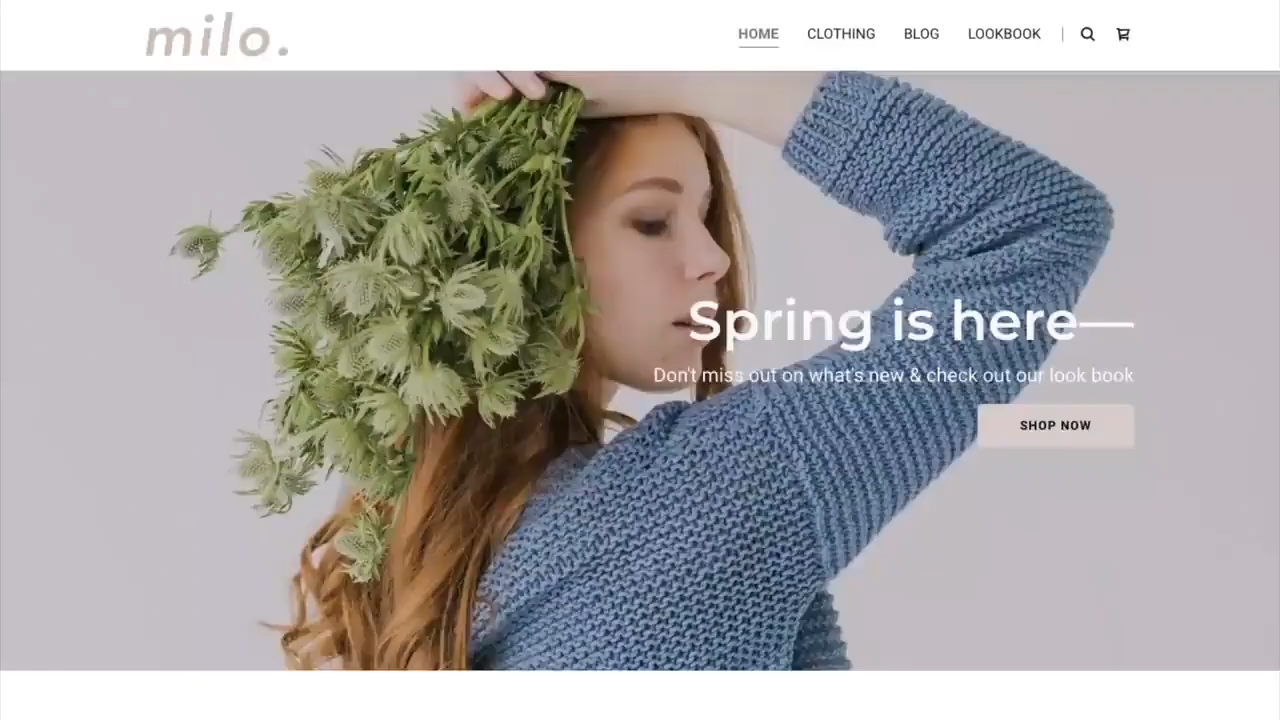 milo.
HOME CLOTHING BLOG LOOKBOOK
Spring is here—
Don't miss out on what's new & check out our look book
SHOP NOW